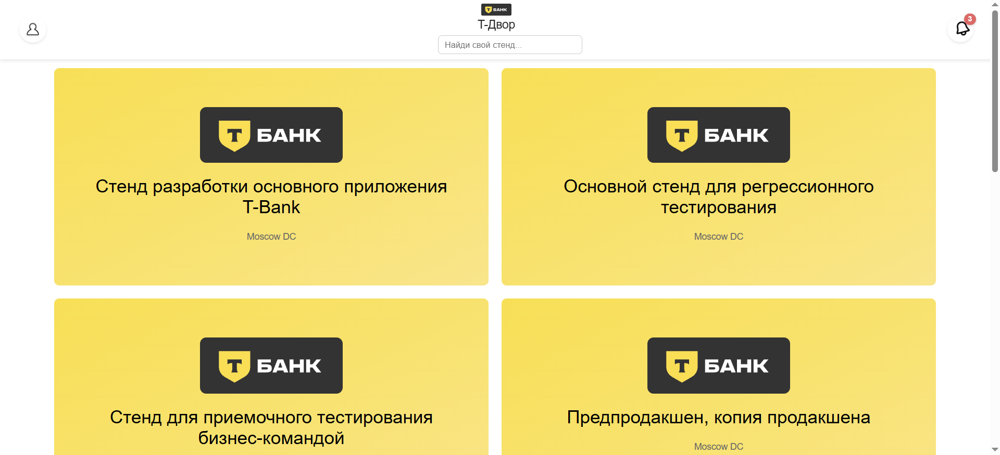 Т БАНК
Т-Двор
3
Найди свой стенд...
Т БАНК
Стенд разработки основного приложения
T-Bank
Moscow DC
Т БАНК
Основной стенд для регрессионного
тестирования
Moscow DC
Т БАНК
Стенд для приемочного тестирования
бизнес-командой
Т БАНК
Предпродакшен, копия продакшена
Moscow DC